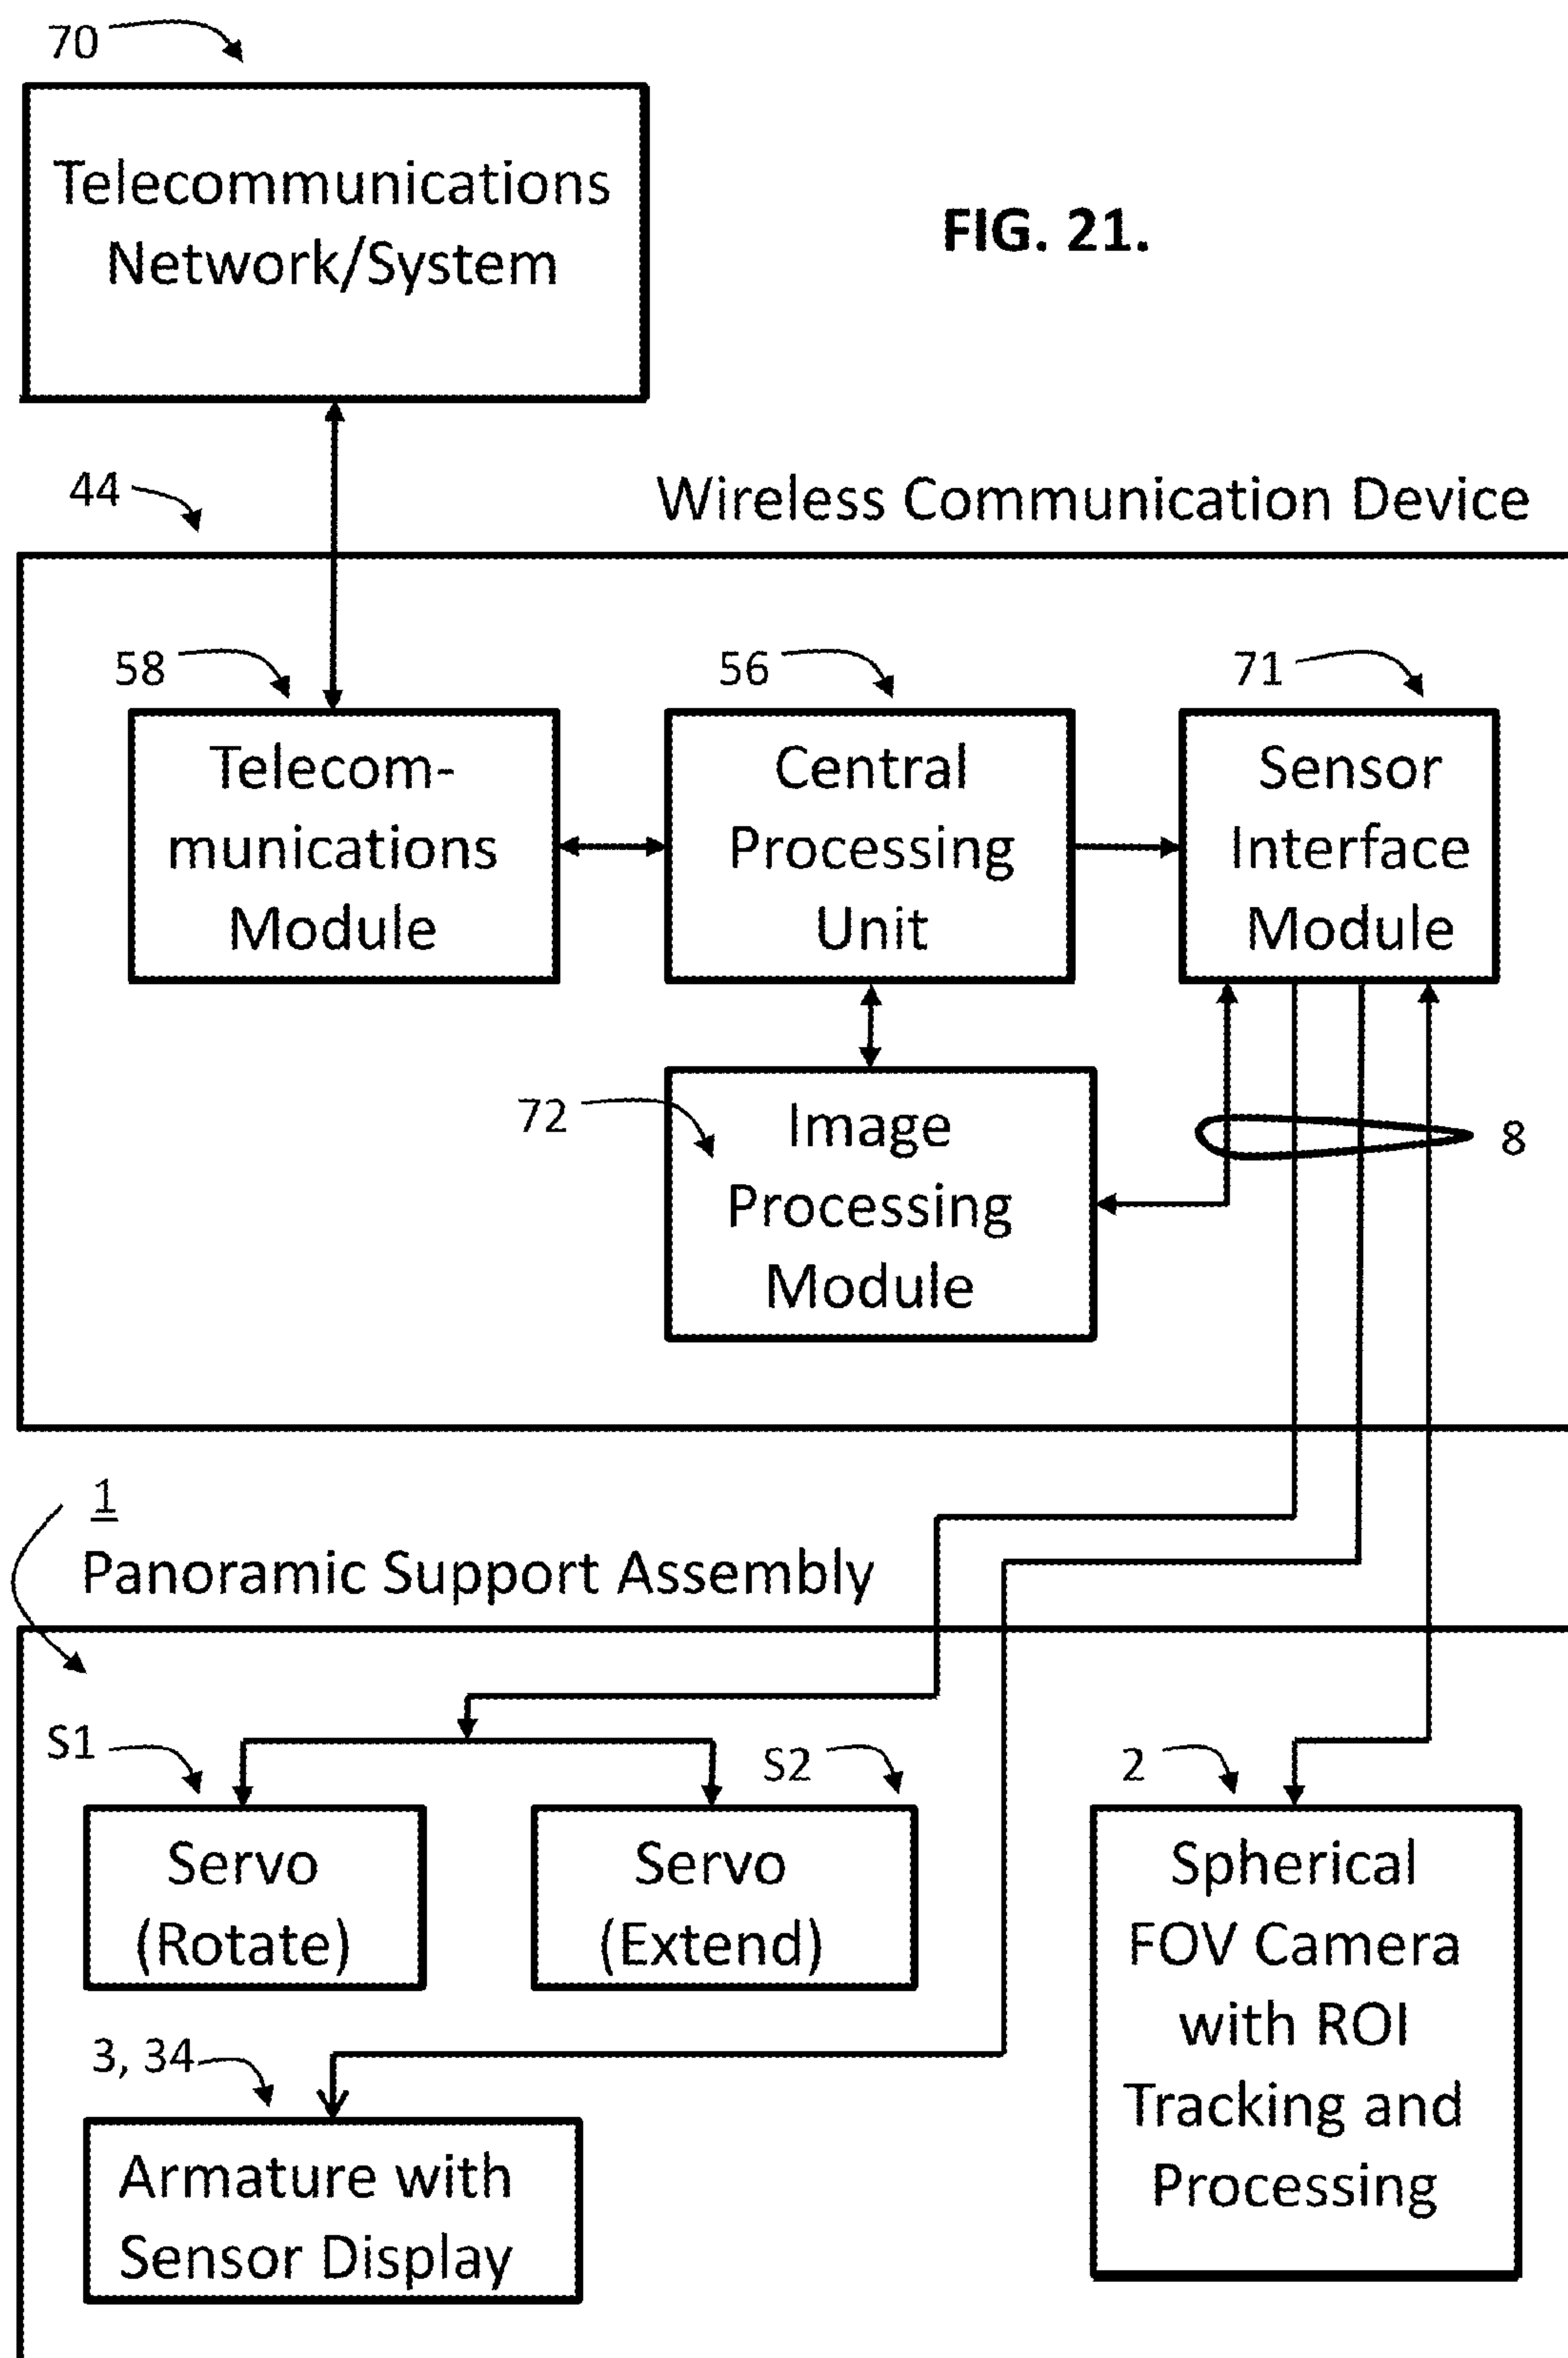 70
Telecommunications
Network/System
FIG. 21.
44
Wireless Communication Device
58
Telecom-
munications
Module
56
Central
Processing
Unit
71
Sensor
Interface
Module
72
Image
Processing
Module
8
1
Panoramic Support Assembly
S1
Servo
(Rotate)
S2
Servo
(Extend)
2
Spherical
FOV Camera
with ROI
Tracking and
Processing
3, 34
Armature with
Sensor Display